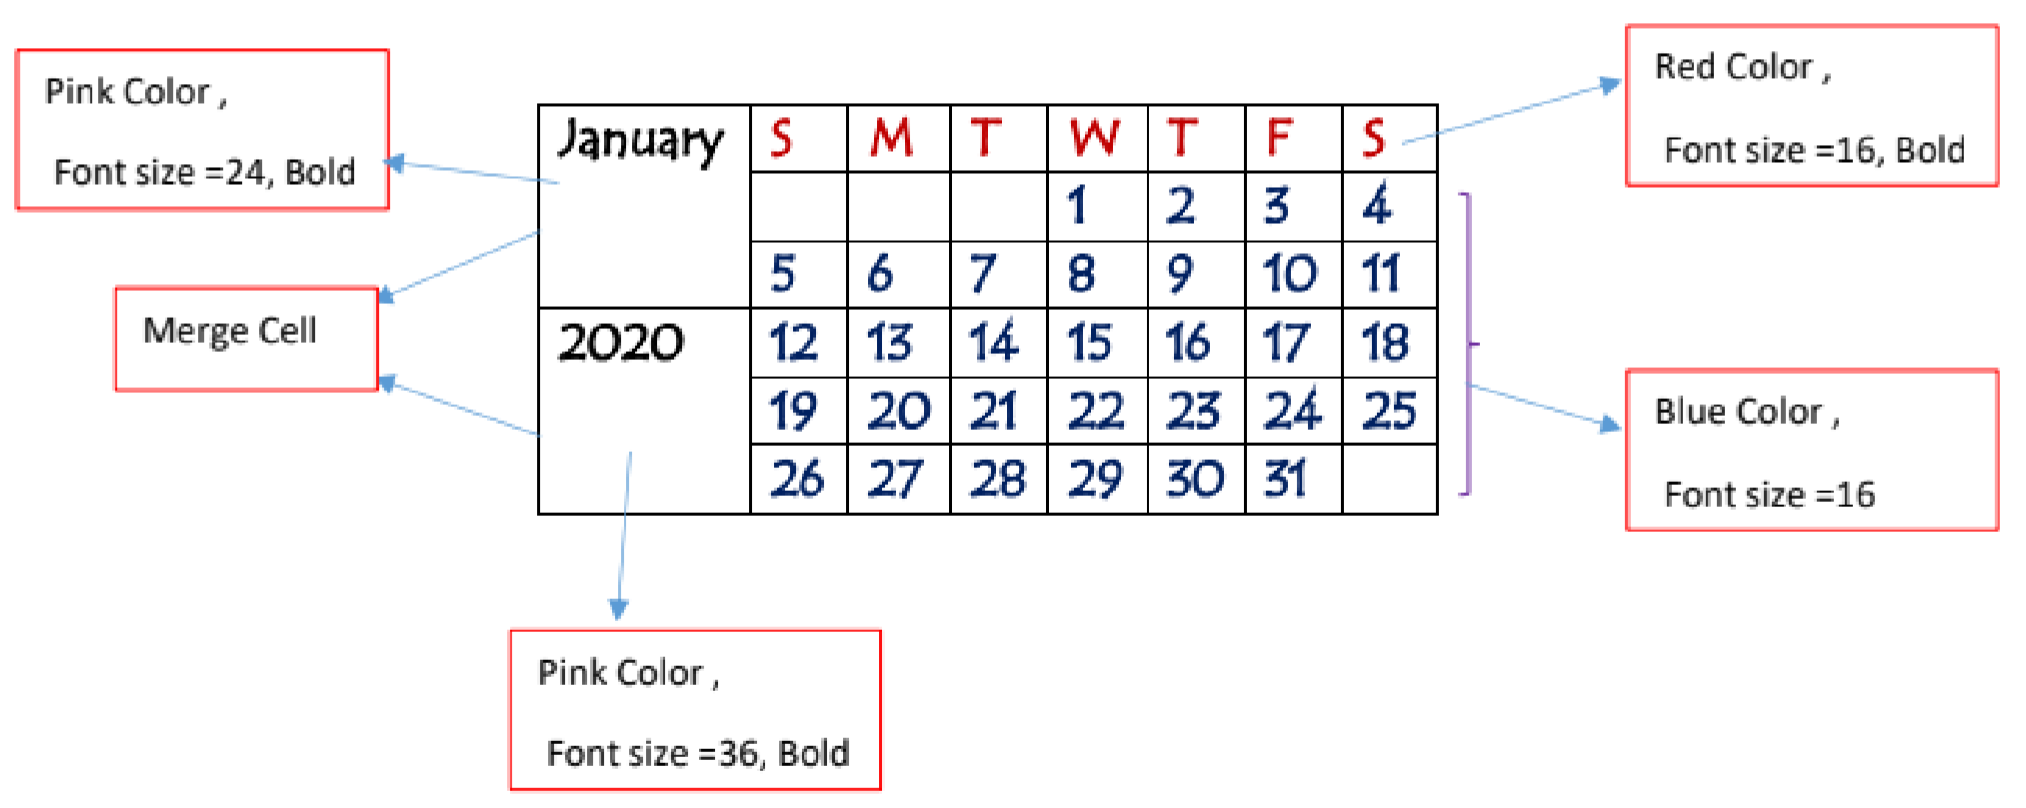 Pink Color ,
Font size =24, Bold
Merge Cell
January S M T W T F S
1 2 3 4
5 6 7 8 9 10 11
2020 12 13 14 15 16 17 18
19 20 21 22 23 24 25
26 27 28 29 30 31
Red Color ,
Font size =16, Bold
Blue Color ,
Font size =16
Pink Color ,
Font size =36, Bold